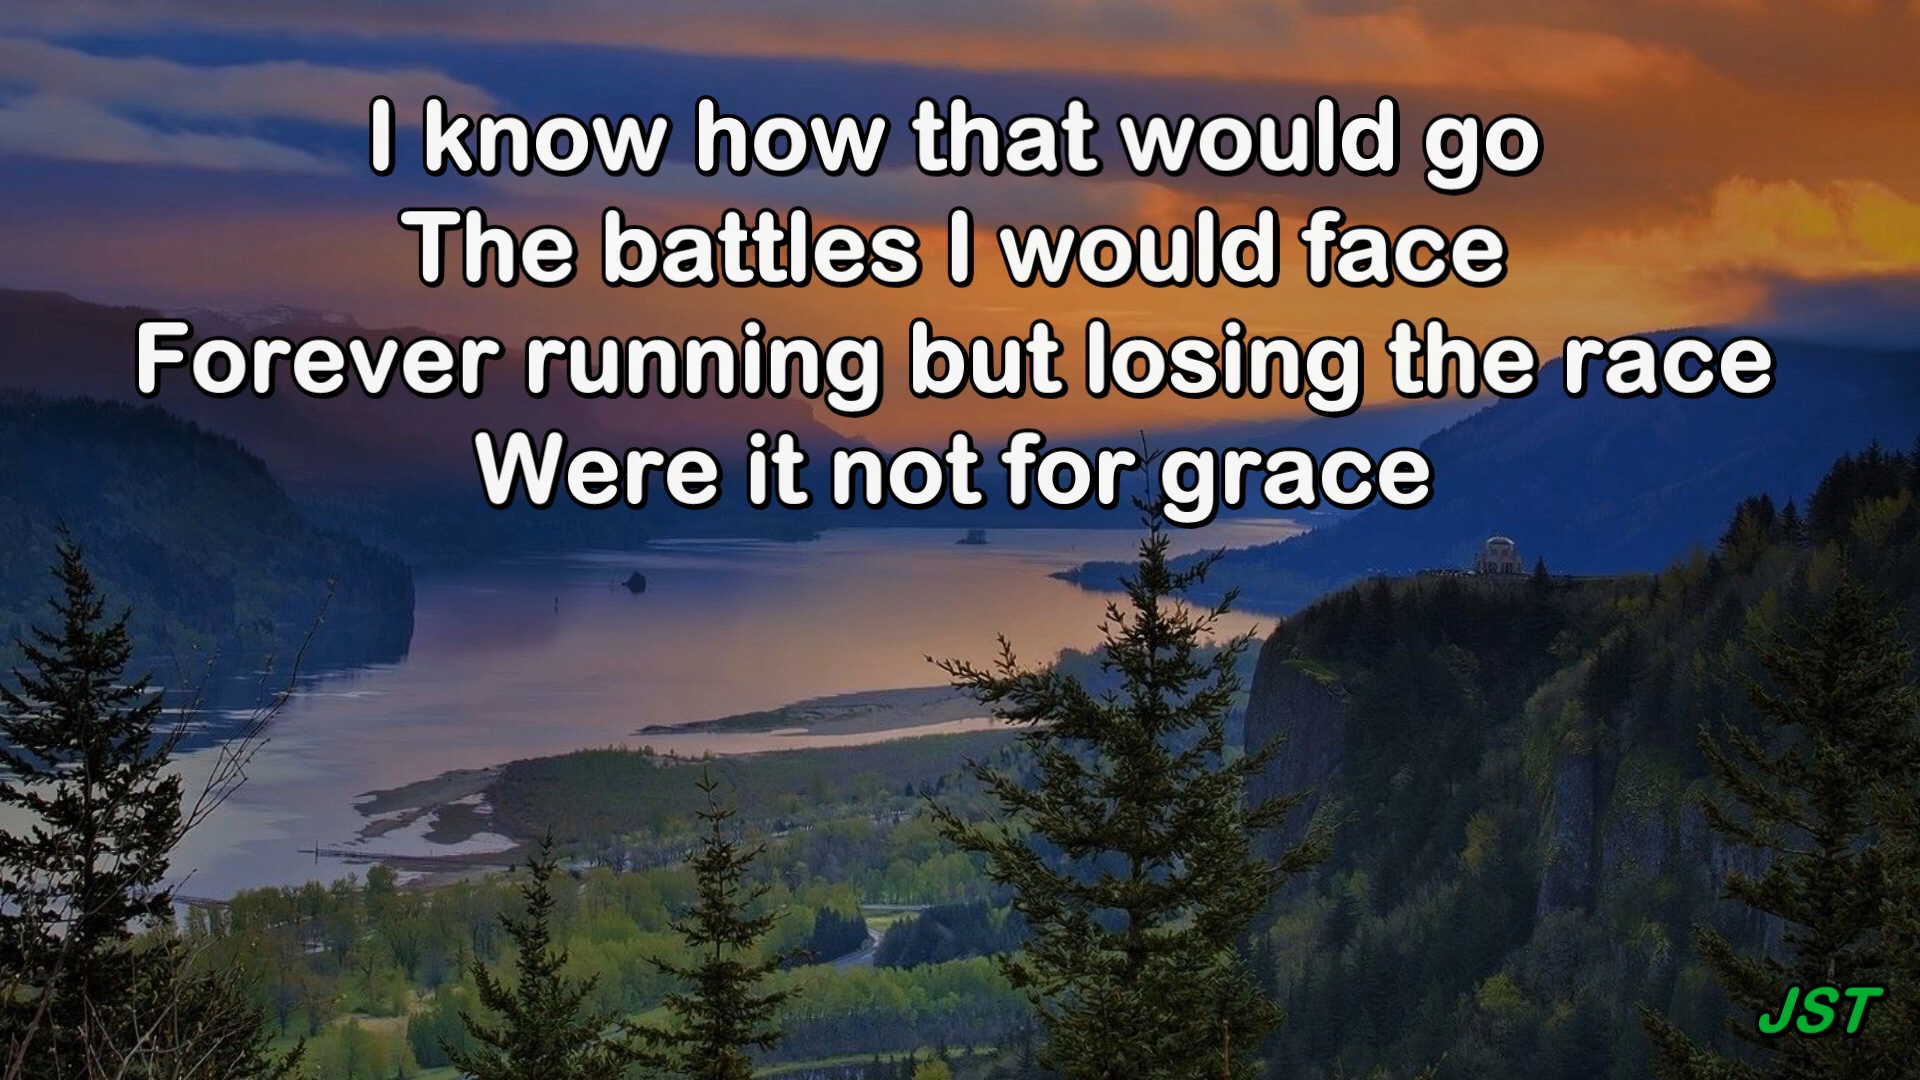 I know how that would go
The battles I would face
Forever running but losing the race
Were it not for grace
JST